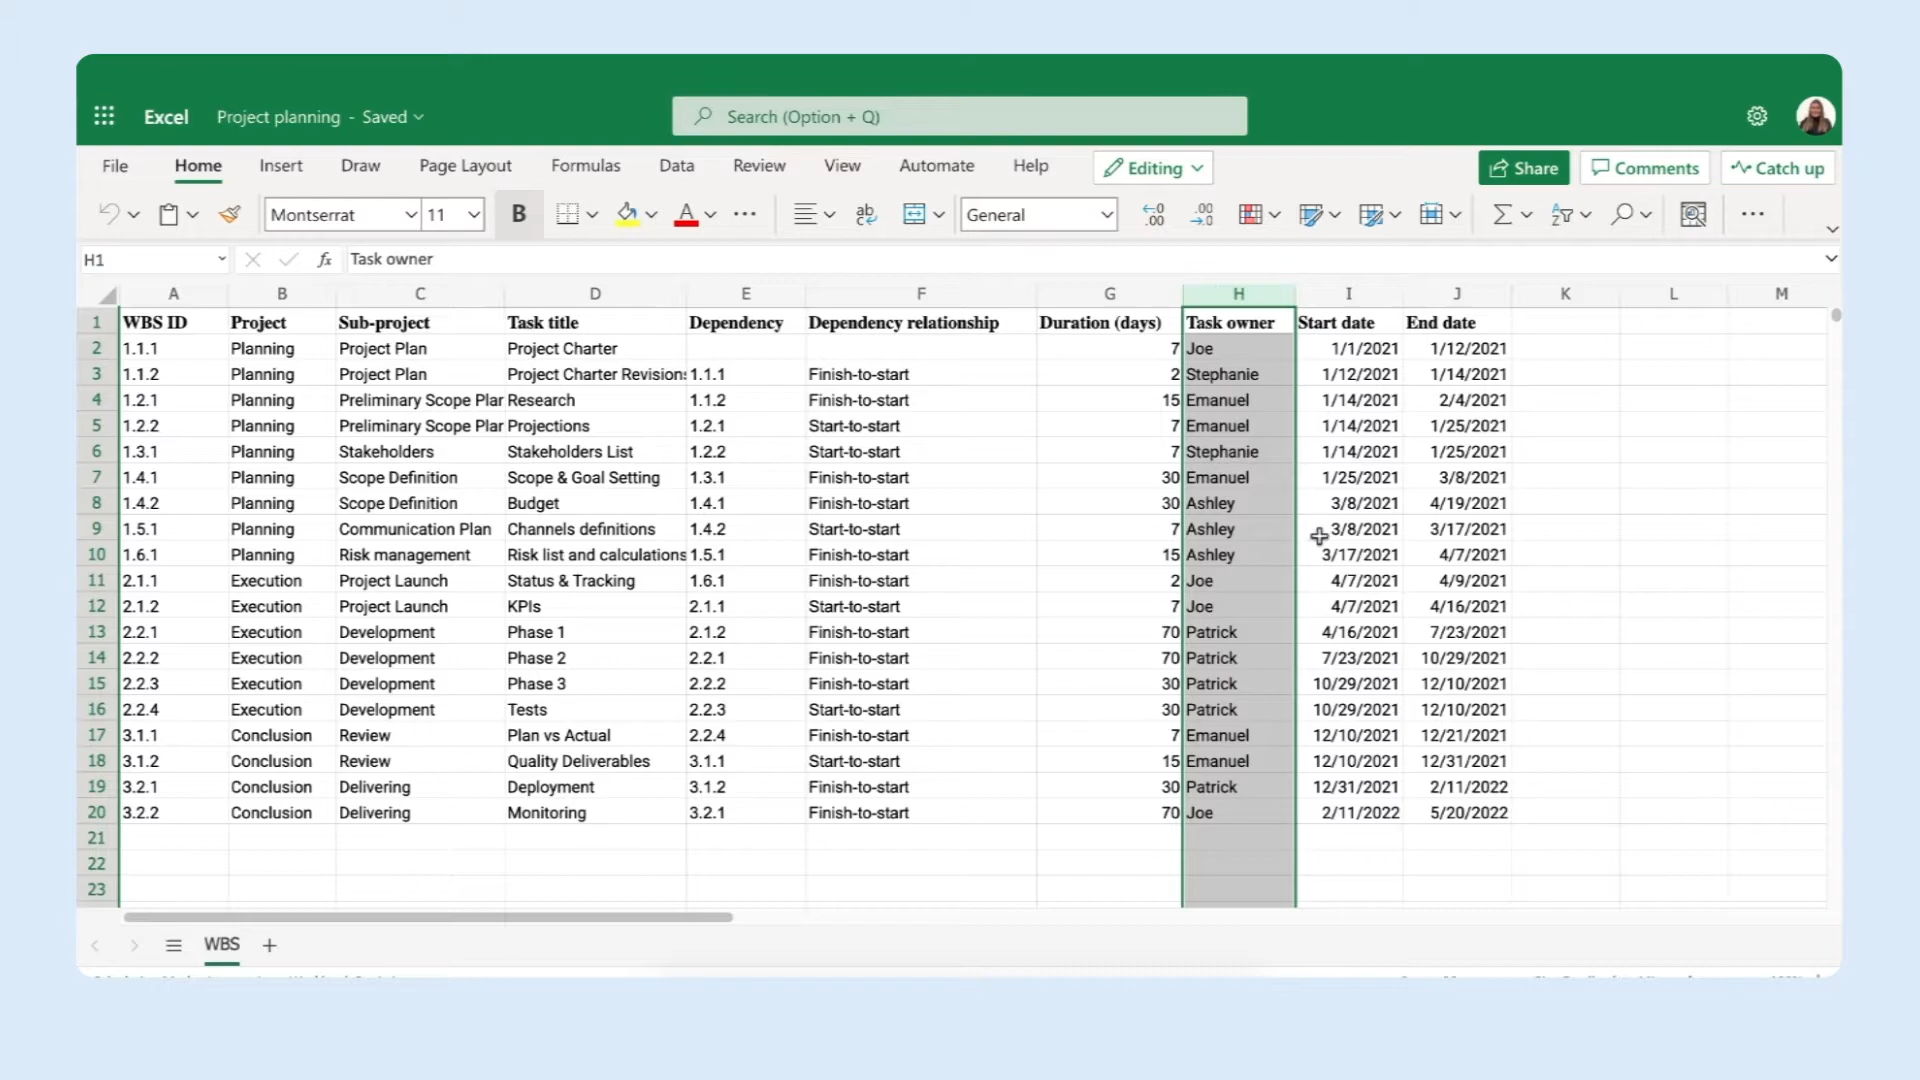 Excel Project planning - Saved Search (Option + Q)
File Home Insert Draw Page Layout Formulas Data Review View Automate Help Editing Share Comments Catch up
Montserrat 11 B A ab General .00 .00
H1 fx Task owner
A B C D E F G H I J K L M
1 WBS ID Project Sub-project Task title Dependency Dependency relationship Duration (days) Task owner Start date End date
2 1.1.1 Planning Project Plan Project Charter 7 Joe 1/1/2021 1/12/2021
3 1.1.2 Planning Project Plan Project Charter Revisions 1.1.1 Finish-to-start 2 Stephanie 1/12/2021 1/14/2021
4 1.2.1 Planning Preliminary Scope Plan Research 1.1.2 Finish-to-start 15 Emanuel 1/14/2021 2/4/2021
5 1.2.2 Planning Preliminary Scope Plan Projections 1.2.1 Start-to-start 7 Emanuel 1/14/2021 1/25/2021
6 1.3.1 Planning Stakeholders Stakeholders List 1.2.2 Start-to-start 7 Stephanie 1/14/2021 1/25/2021
7 1.4.1 Planning Scope Definition Scope & Goal Setting 1.3.1 Finish-to-start 30 Emanuel 1/25/2021 3/8/2021
8 1.4.2 Planning Scope Definition Budget 1.4.1 Finish-to-start 30 Ashley 3/8/2021 4/19/2021
9 1.5.1 Planning Communication Plan Channels definitions 1.4.2 Start-to-start 7 Ashley 3/8/2021 3/17/2021
10 1.6.1 Planning Risk management Risk list and calculations 1.5.1 Finish-to-start 15 Ashley 3/17/2021 4/7/2021
11 2.1.1 Execution Project Launch Status & Tracking 1.6.1 Finish-to-start 2 Joe 4/7/2021 4/9/2021
12 2.1.2 Execution Project Launch KPIs 2.1.1 Start-to-start 7 Joe 4/7/2021 4/16/2021
13 2.2.1 Execution Development Phase 1 2.1.2 Finish-to-start 70 Patrick 4/16/2021 7/23/2021
14 2.2.2 Execution Development Phase 2 2.2.1 Finish-to-start 70 Patrick 7/23/2021 10/29/2021
15 2.2.3 Execution Development Phase 3 2.2.2 Finish-to-start 30 Patrick 10/29/2021 12/10/2021
16 2.2.4 Execution Development Tests 2.2.3 Start-to-start 30 Patrick 10/29/2021 12/10/2021
17 3.1.1 Conclusion Review Plan vs Actual 2.2.4 Finish-to-start 7 Emanuel 12/10/2021 12/21/2021
18 3.1.2 Conclusion Review Quality Deliverables 3.1.1 Start-to-start 15 Emanuel 12/10/2021 12/31/2021
19 3.2.1 Conclusion Delivering Deployment 3.1.2 Finish-to-start 30 Patrick 12/31/2021 2/11/2022
20 3.2.2 Conclusion Delivering Monitoring 3.2.1 Finish-to-start 70 Joe 2/11/2022 5/20/2022
21
22
23
WBS